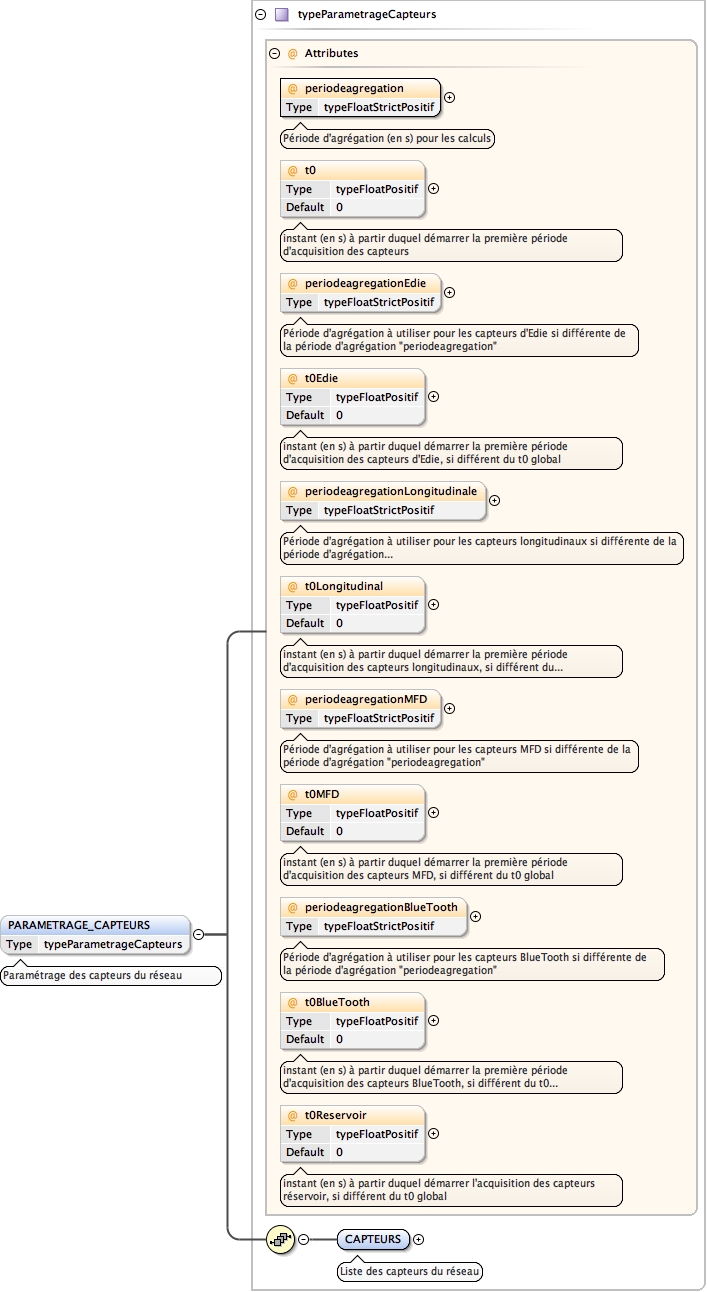 typeParametrageCapteurs
@ Attributes
@ periodeagregation
Type typeFloatStrictPositif
Période d'agrégation (en s) pour les calculs
@ t0
Type typeFloatPositif
Default 0
instant (en s) à partir duquel démarrer la première période
d'acquisition des capteurs
@ periodeagregationEdie
Type typeFloatStrictPositif
Période d'agrégation à utiliser pour les capteurs d'Edie si différente de
la période d'agrégation "periodeagregation"
@ t0Edie
Type typeFloatPositif
Default 0
instant (en s) à partir duquel démarrer la première période
d'acquisition des capteurs d'Edie, si différent du t0 global
@ periodeagregationLongitudinale
Type typeFloatStrictPositif
Période d'agrégation à utiliser pour les capteurs longitudinaux si différente de la
période d'agrégation...
@ t0Longitudinal
Type typeFloatPositif
Default 0
instant (en s) à partir duquel démarrer la première période
d'acquisition des capteurs longitudinaux, si différent du...
@ periodeagregationMFD
Type typeFloatStrictPositif
Période d'agrégation à utiliser pour les capteurs MFD si différente de la
période d'agrégation "periodeagregation"
@ t0MFD
Type typeFloatPositif
Default 0
instant (en s) à partir duquel démarrer la première période
d'acquisition des capteurs MFD, si différent du t0 global
@ periodeagregationBlueTooth
Type typeFloatStrictPositif
Période d'agrégation à utiliser pour les capteurs BlueTooth si différente de
la période d'agrégation "periodeagregation"
@ t0BlueTooth
Type typeFloatPositif
Default 0
instant (en s) à partir duquel démarrer la première période
d'acquisition des capteurs BlueTooth, si différent du t0...
@ t0Reservoir
Type typeFloatPositif
Default 0
instant (en s) à partir duquel démarrer l'acquisition des capteurs
réservoir, si différent du t0 global
PARAMETRAGE_CAPTEURS
Type typeParametrageCapteurs
Paramétrage des capteurs du réseau
CAPTEURS
Liste des capteurs du réseau